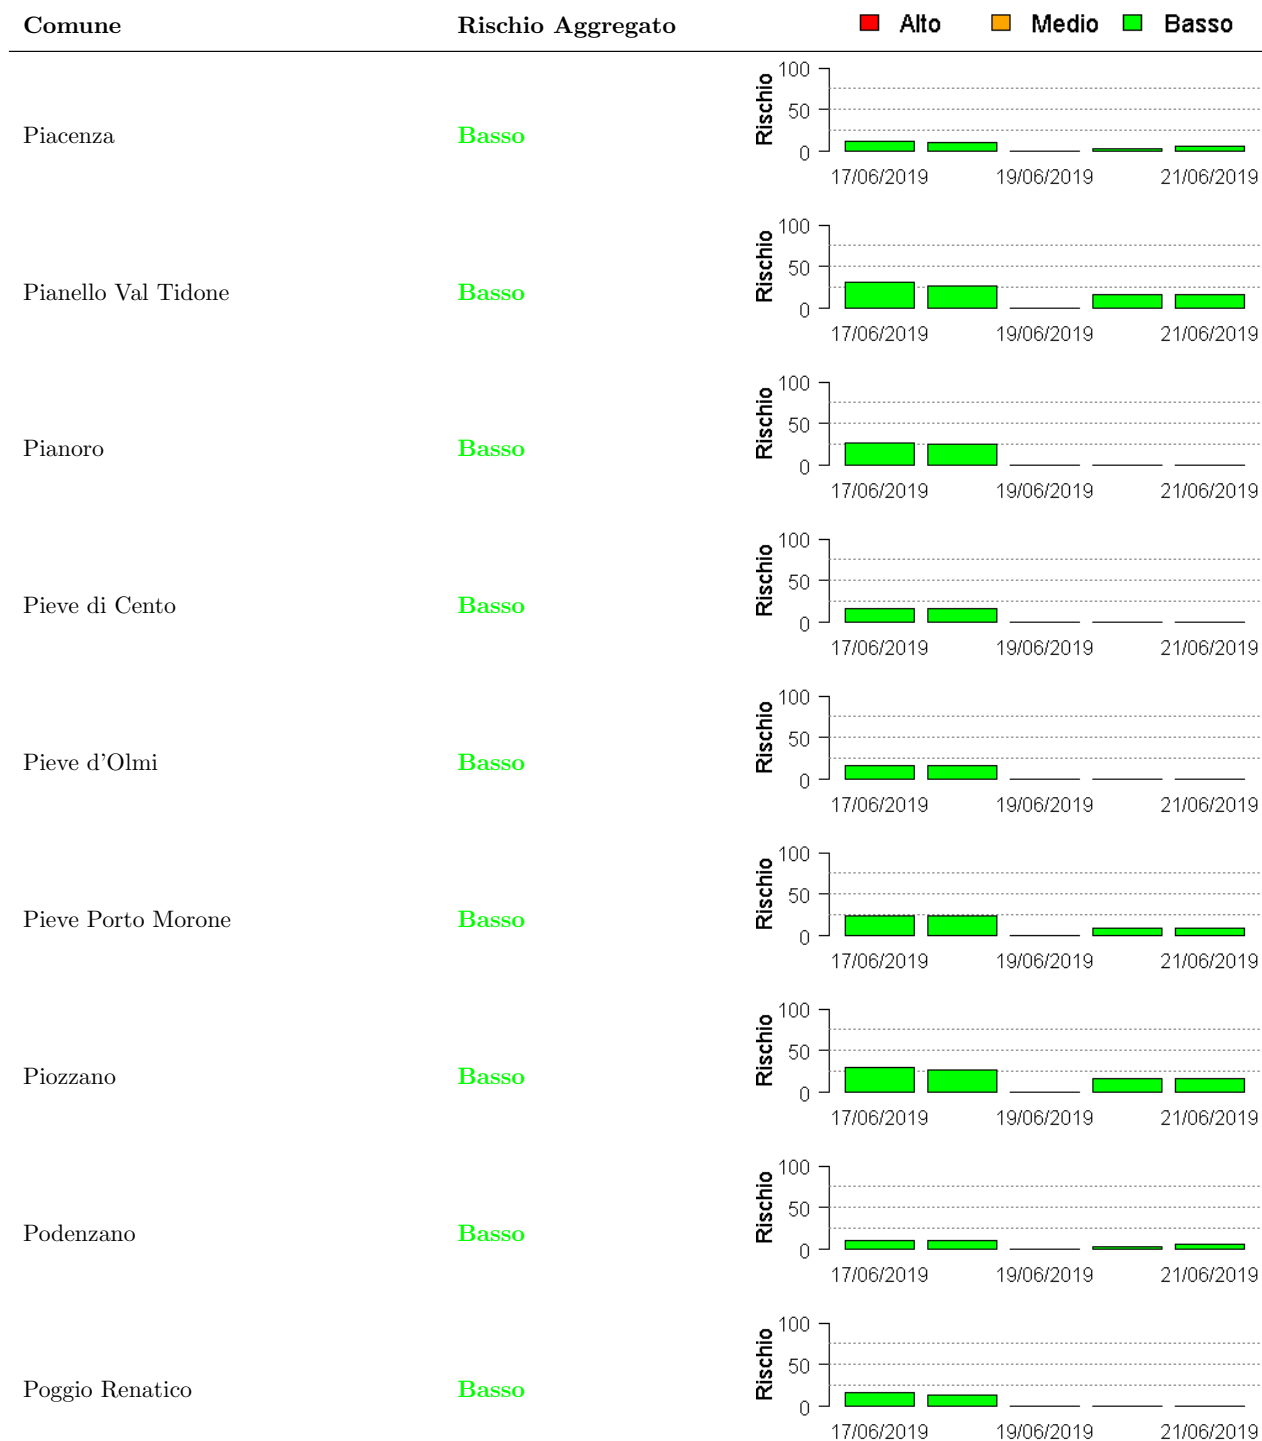 Comune Rischio Aggregato Alto Medio Basso
100
50
0
Rischio
Piacenza Basso
17/06/2019 19/06/2019 21/06/2019
100
50
0
Rischio
Pianello Val Tidone Basso
17/06/2019 19/06/2019 21/06/2019
100
50
0
Rischio
Pianoro Basso
17/06/2019 19/06/2019 21/06/2019
100
50
0
Rischio
Pieve di Cento Basso
17/06/2019 19/06/2019 21/06/2019
100
50
0
Rischio
Pieve d'Olmi Basso
17/06/2019 19/06/2019 21/06/2019
100
50
0
Rischio
Pieve Porto Morone Basso
17/06/2019 19/06/2019 21/06/2019
100
50
0
Rischio
Piozzano Basso
17/06/2019 19/06/2019 21/06/2019
100
50
0
Rischio
Podenzano Basso
17/06/2019 19/06/2019 21/06/2019
100
50
0
Rischio
Poggio Renatico Basso
17/06/2019 19/06/2019 21/06/2019